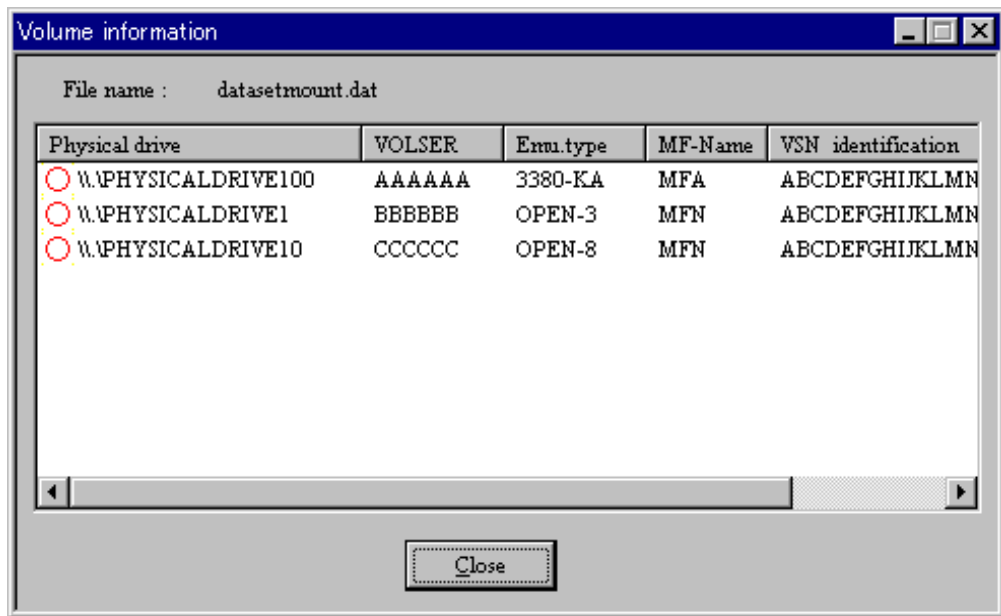 Volume information
File name : datasetmount.dat
Physical drive VOLSER Emu.type MF-Name VSN identification
\\.\PHYSICALDRIVE100 AAAAAA 3380-KA MFA ABCDEFGHIJKLMN
\\.\PHYSICALDRIVE1 BBBBBB OPEN-3 MFN ABCDEFGHIJKLMN
\\.\PHYSICALDRIVE10 CCCCCC OPEN-8 MFN ABCDEFGHIJKLMN
Close